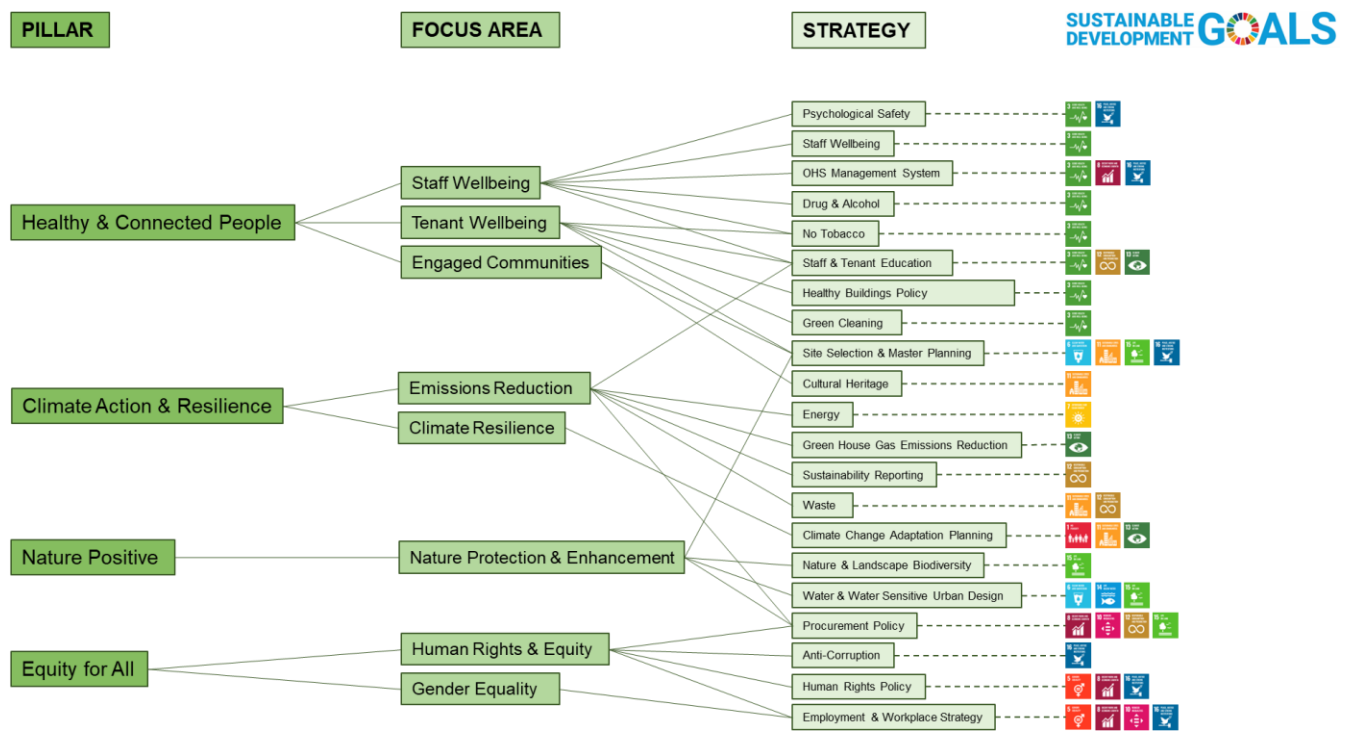 PILLAR
FOCUS AREA
STRATEGY
SUSTAINABLE
DEVELOPMENT
GOALS
Healthy & Connected People
Climate Action & Resilience
Nature Positive
Equity for All
Staff Wellbeing
Tenant Wellbeing
Engaged Communities
Emissions Reduction
Climate Resilience
Nature Protection & Enhancement
Human Rights & Equity
Gender Equality
Psychological Safety
Staff Wellbeing
OHS Management System
Drug & Alcohol
No Tobacco
Staff & Tenant Education
Healthy Buildings Policy
Green Cleaning
Site Selection & Master Planning
Cultural Heritage
Energy
Green House Gas Emissions Reduction
Sustainability Reporting
Waste
Climate Change Adaptation Planning
Nature & Landscape Biodiversity
Water & Water Sensitive Urban Design
Procurement Policy
Anti-Corruption
Human Rights Policy
Employment & Workplace Strategy